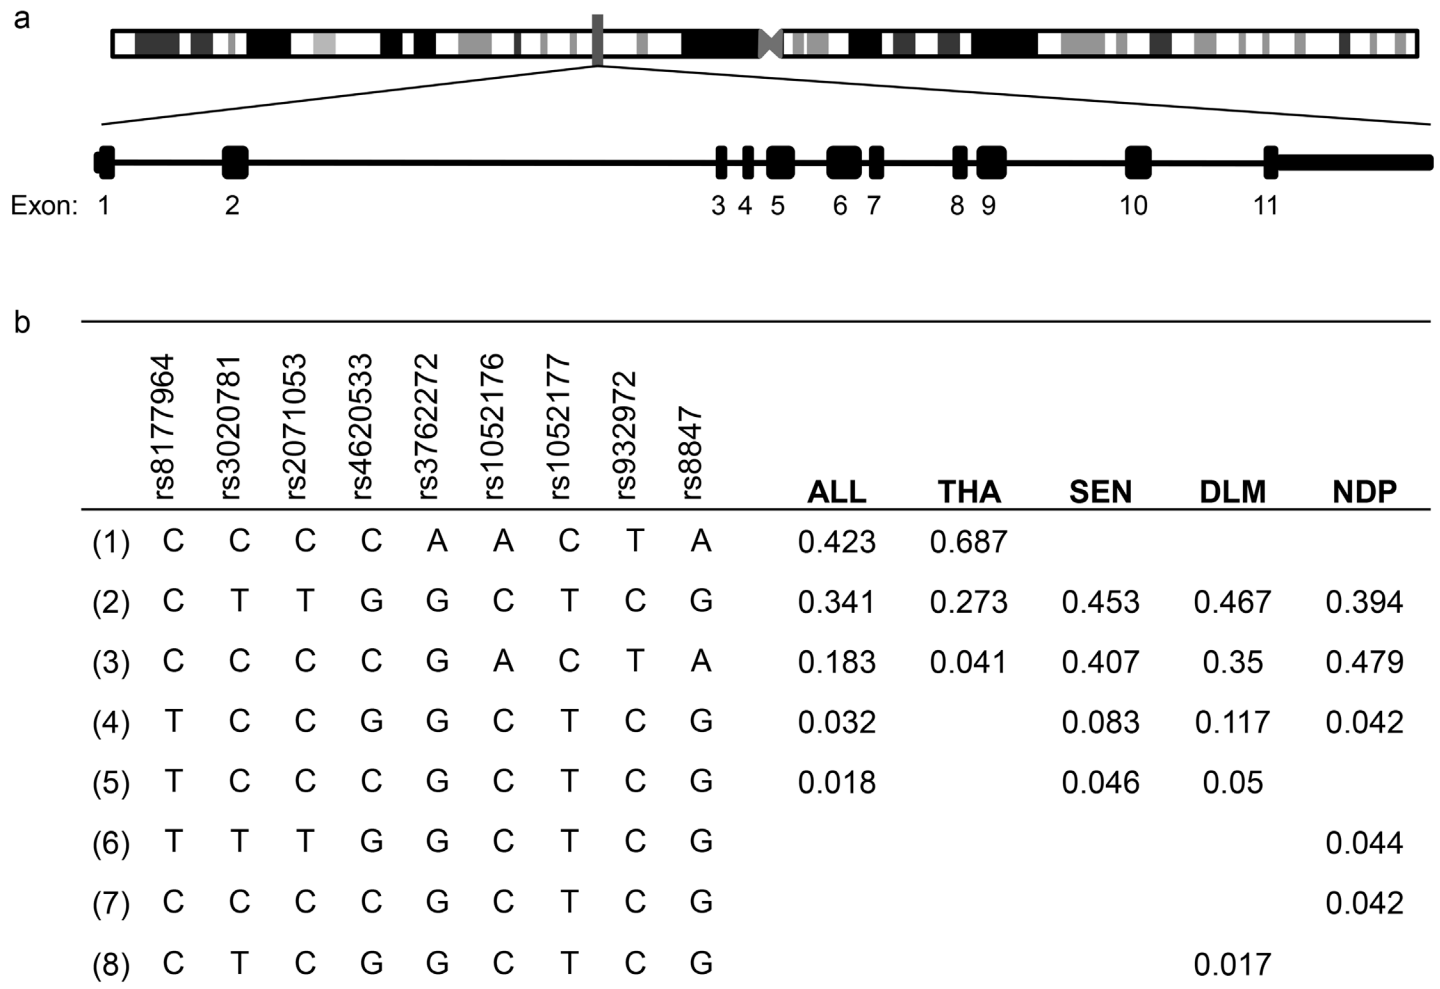 a
Exon: 1 2 3 4 5 6 7 8 9 10 11
b
rs8177964 rs3020781 rs2071053 rs4620533 rs3762272 rs1052176 rs1052177 rs932972 rs8847 ALL THA SEN DLM NDP
(1) C C C C A A C T A 0.423 0.687
(2) C T T G G C T C G 0.341 0.273 0.453 0.467 0.394
(3) C C C C G A C T A 0.183 0.041 0.407 0.35 0.479
(4) T C C G G C T C G 0.032 0.083 0.117 0.042
(5) T C C C G C T C G 0.018 0.046 0.05
(6) T T T G G C T C G 0.044
(7) C C C C G C T C G 0.042
(8) C T C G G C T C G 0.017